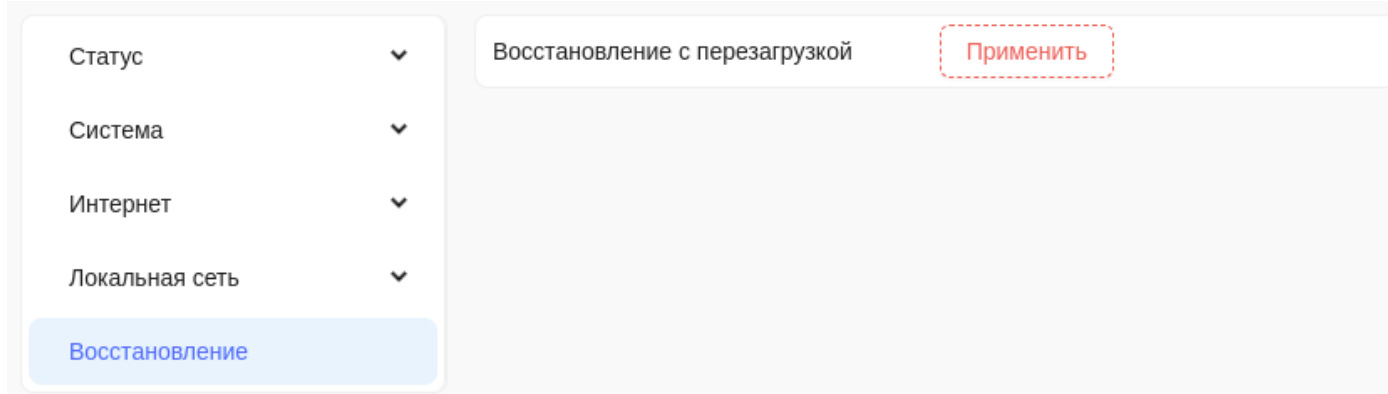 Статус
Система
Интернет
Локальная сеть
Восстановление
Восстановление с перезагрузкой
Применить